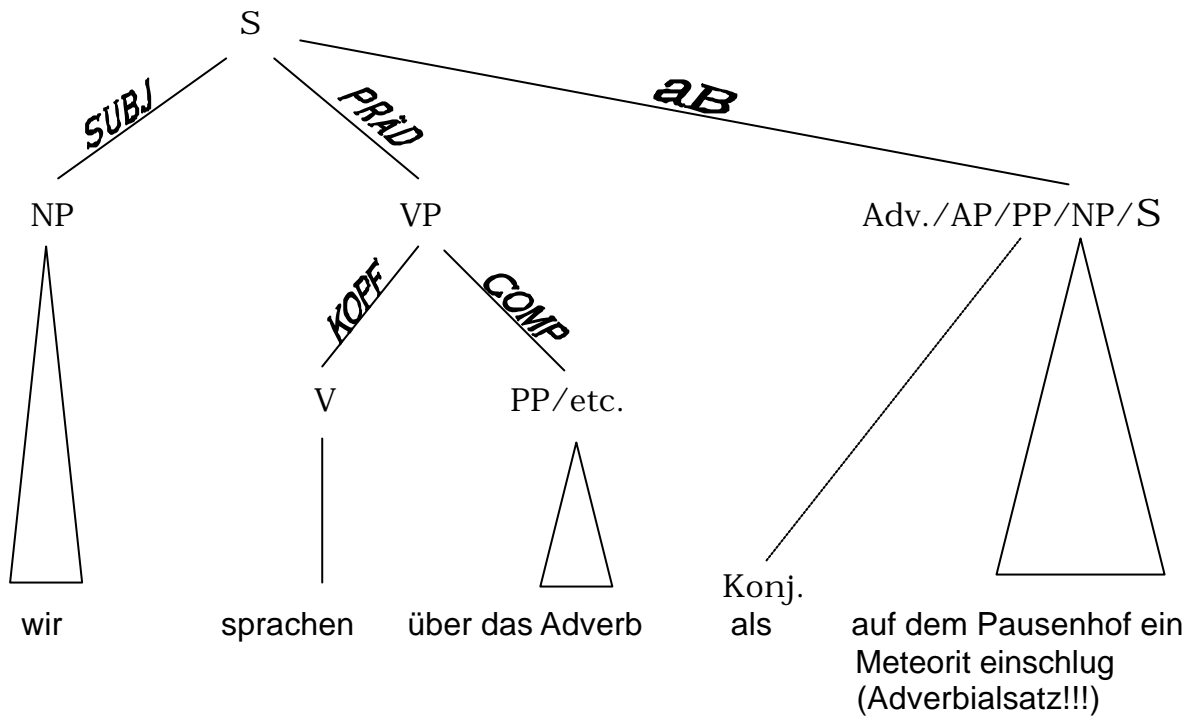 S
SUBJ PRÄD aB
NP VP Adv./AP/PP/NP/S
KOPF COMP
V PP/etc.
Konj.
wir sprachen über das Adverb als auf dem Pausenhof ein
Meteorit einschlug
(Adverbialsatz!!!)